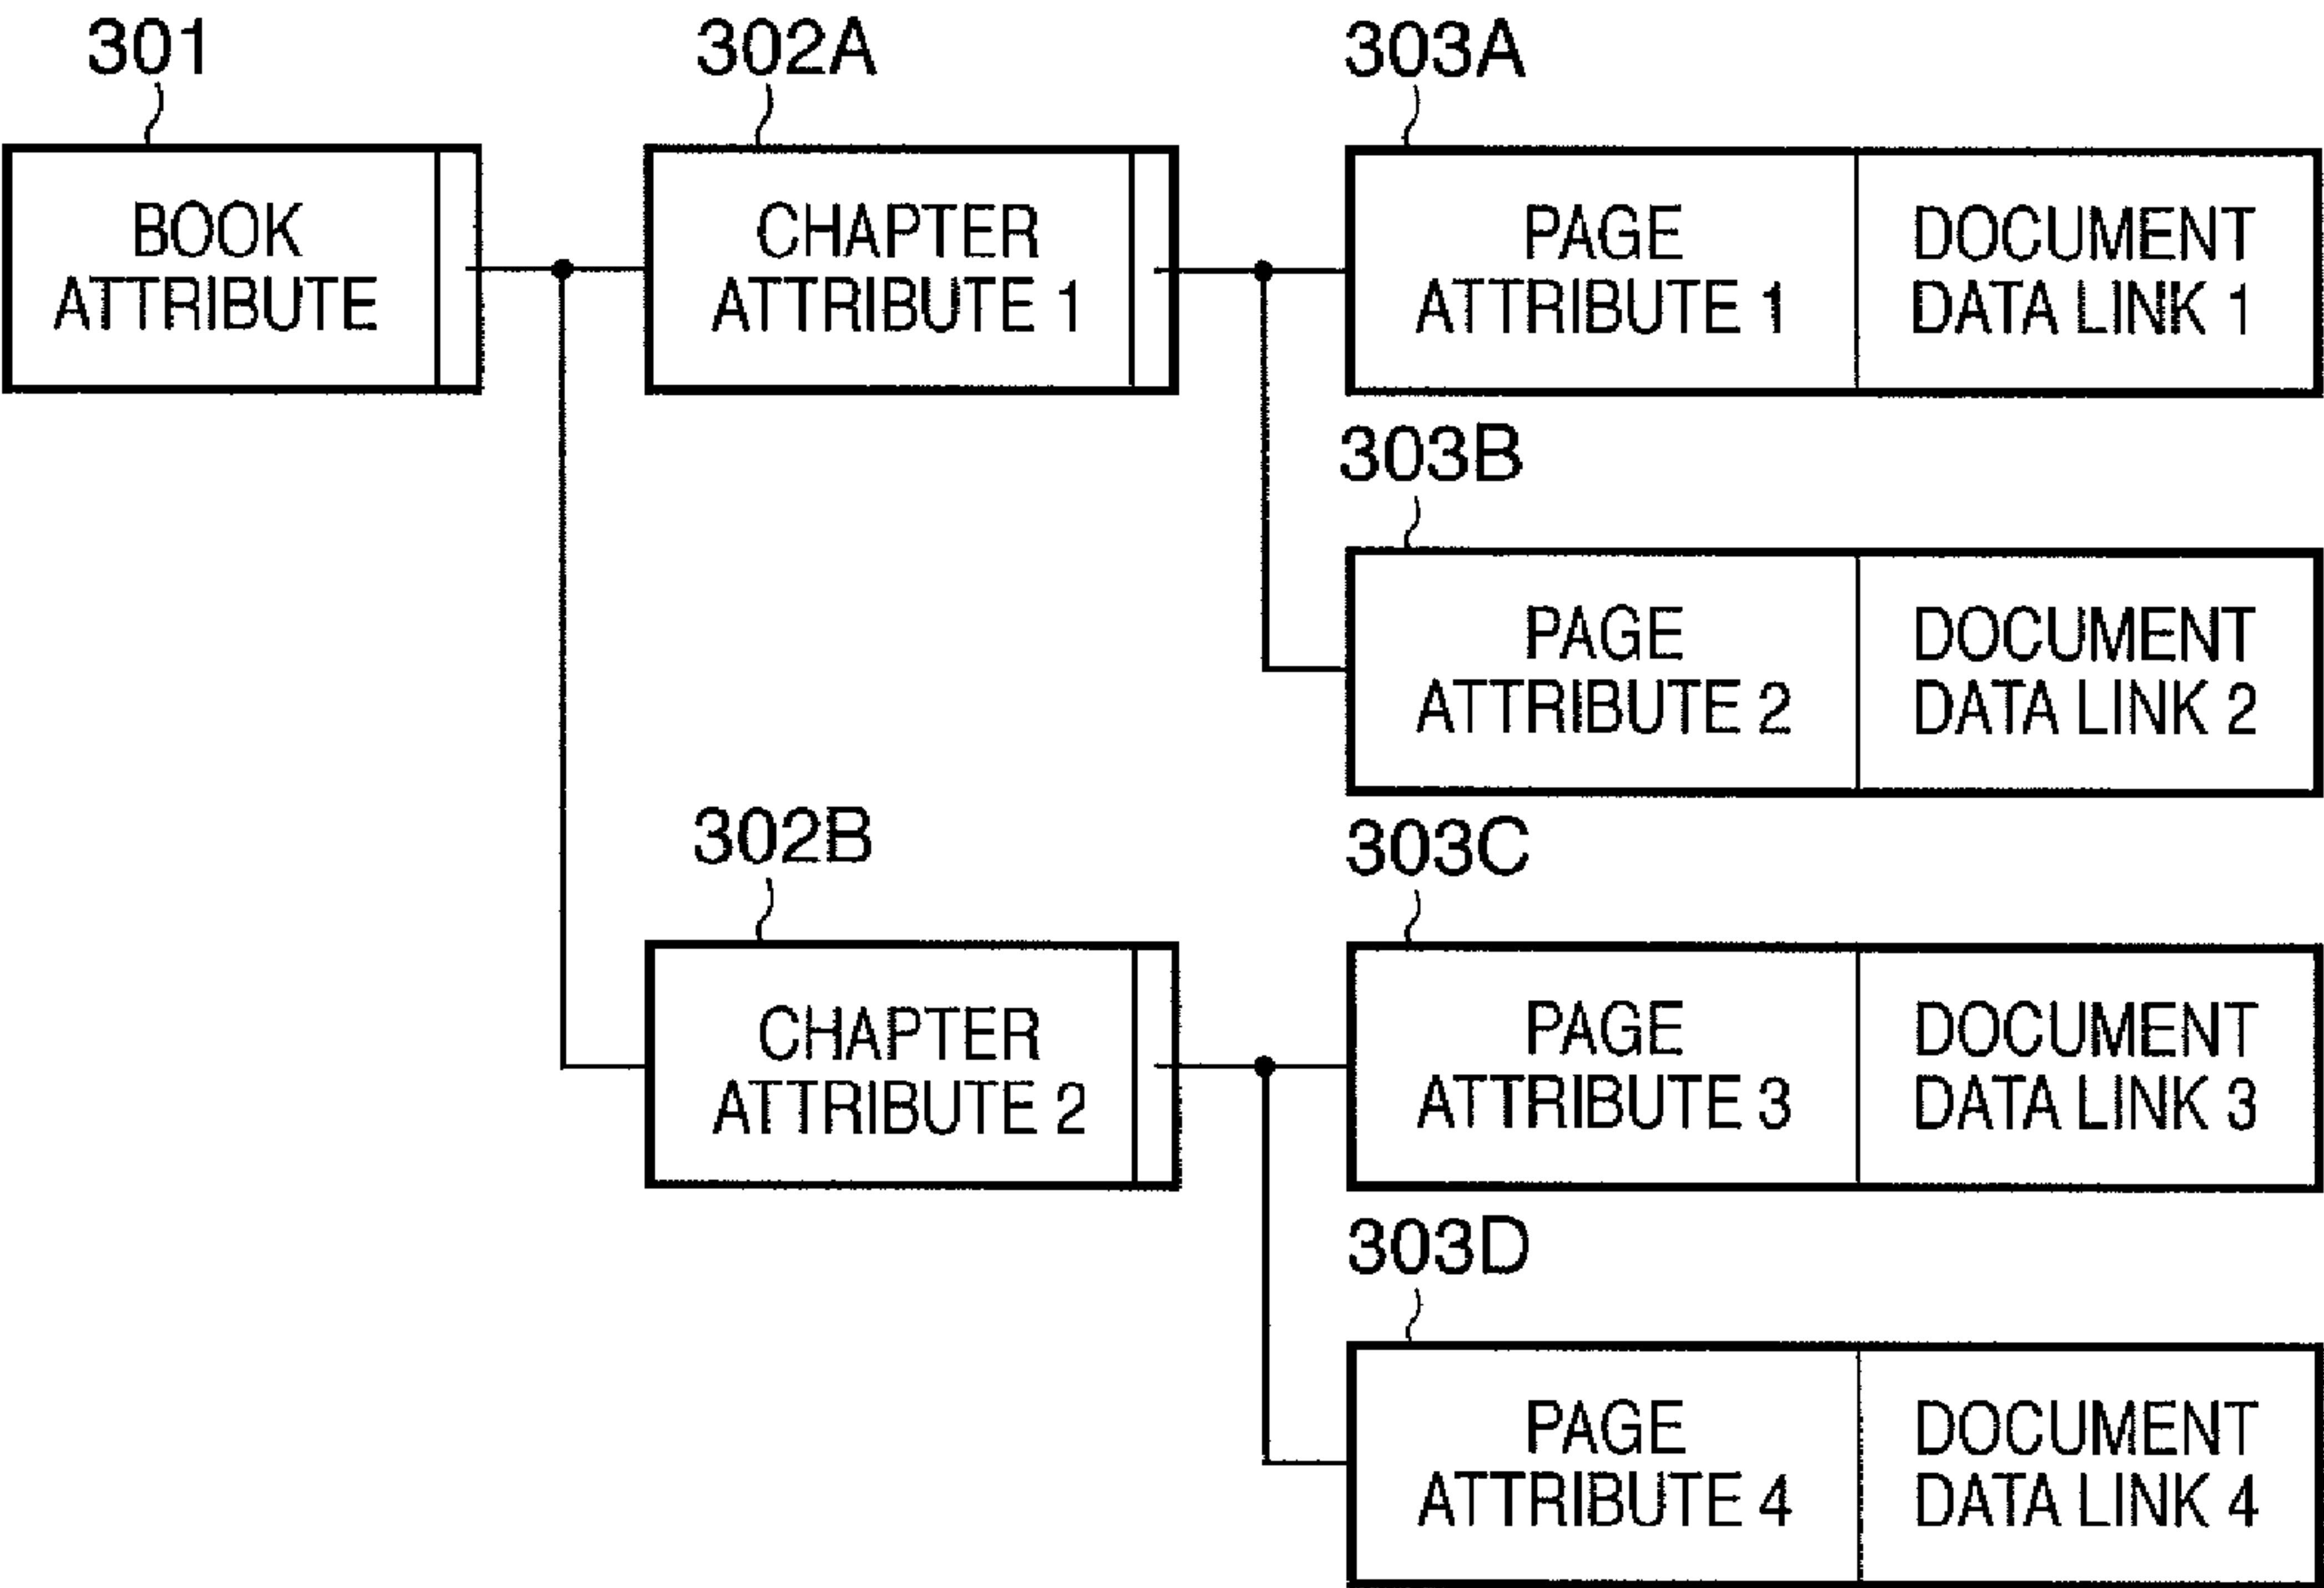 301
302A
303A
BOOK
ATTRIBUTE
CHAPTER
ATTRIBUTE 1
PAGE
ATTRIBUTE 1
DOCUMENT
DATA LINK 1
303B
PAGE
ATTRIBUTE 2
DOCUMENT
DATA LINK 2
302B
303C
CHAPTER
ATTRIBUTE 2
PAGE
ATTRIBUTE 3
DOCUMENT
DATA LINK 3
303D
PAGE
ATTRIBUTE 4
DOCUMENT
DATA LINK 4